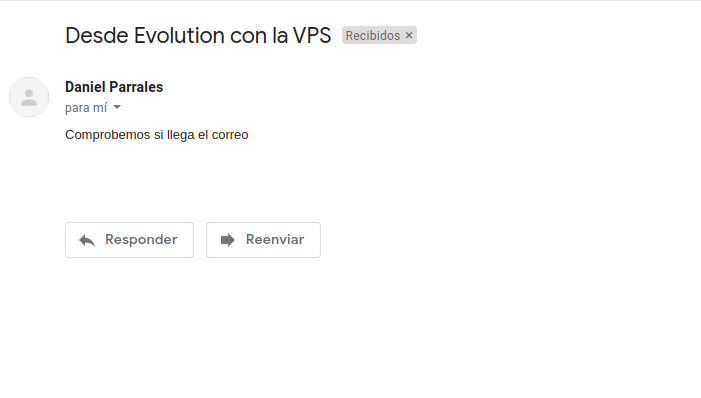 Desde Evolution con la VPS Recibidos ×
Daniel Parrales
para mí
Comprobemos si llega el correo
Responder Reenviar